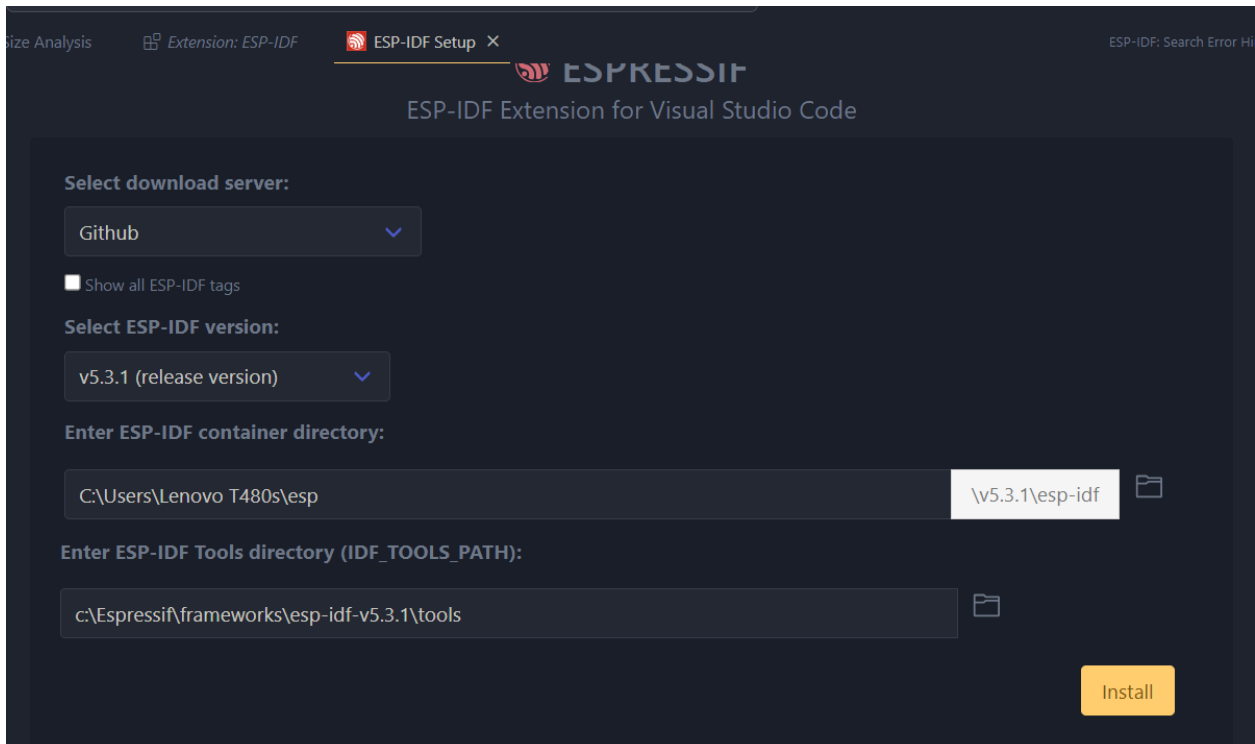 Size Analysis
Extension: ESP-IDF
ESP-IDF Setup
ESP-IDF: Search Error Hi
ESPRESSIF
ESP-IDF Extension for Visual Studio Code
Select download server:
Github
Show all ESP-IDF tags
Select ESP-IDF version:
v5.3.1 (release version)
Enter ESP-IDF container directory:
C:\Users\Lenovo T480s\esp
\v5.3.1\esp-idf
Enter ESP-IDF Tools directory (IDF_TOOLS_PATH):
c:\Espressif\frameworks\esp-idf-v5.3.1\tools
Install